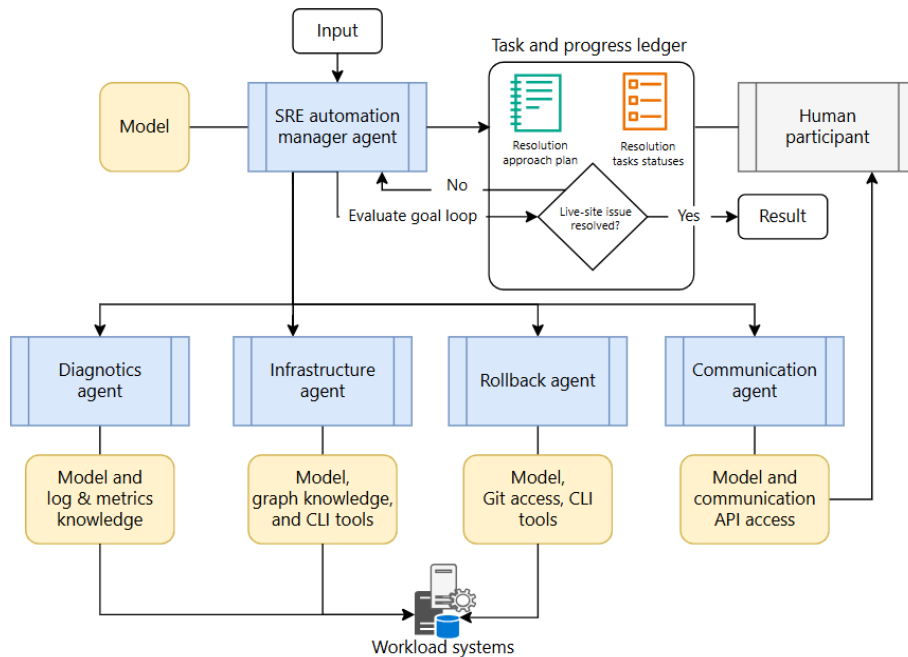 Input
Task and progress ledger
Model
SRE automation
manager agent
Resolution
approach plan
Resolution
tasks statuses
Human
participant
No
Evaluate goal loop
Live-site issue
resolved?
Yes
Result
Diagnotics
agent
Infrastructure
agent
Rollback agent
Communication
agent
Model and
log & metrics
knowledge
Model,
graph knowledge,
and CLI tools
Model,
Git access, CLI
tools
Model and
communication
API access
Workload systems